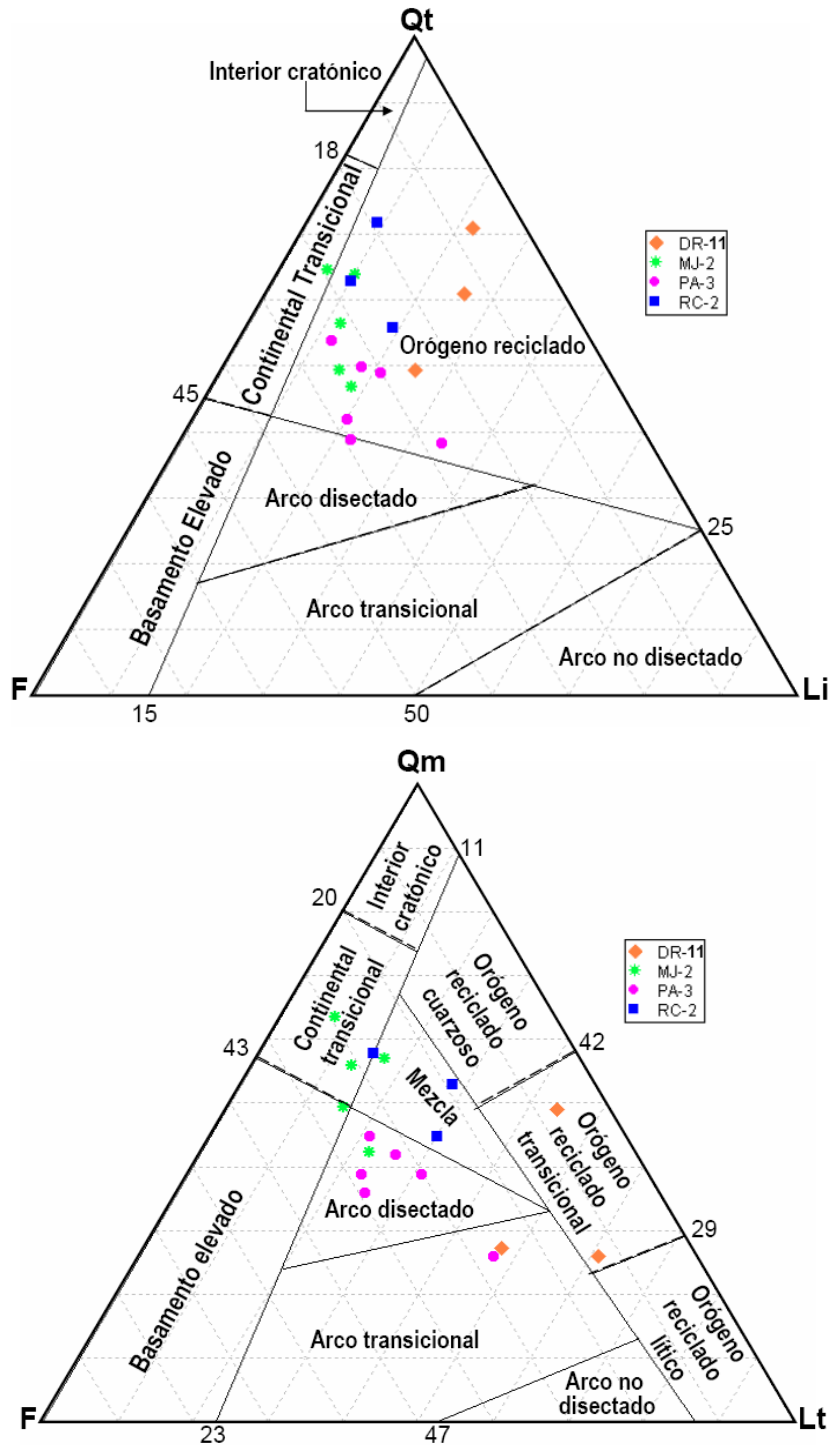 Qt
Interior cratónico
18
Continental Transicional
DR-11
MJ-2
PA-3
RC-2
Orógeno reciclado
45
Basamento Elevado
Arco disectado
25
Arco transicional
Arco no disectado
F
Li
15
50
Qm
11
Interior
cratónico
20
DR-11
MJ-2
PA-3
RC-2
Continental
transicional
Orógeno
reciclado
cuarzoso
43
42
Mezcla
Orógeno
reciclado
transicional
Arco disectado
29
Basamento elevado
Arco transicional
Orógeno
reciclado
lítico
Arco no
disectado
F
Lt
23
47